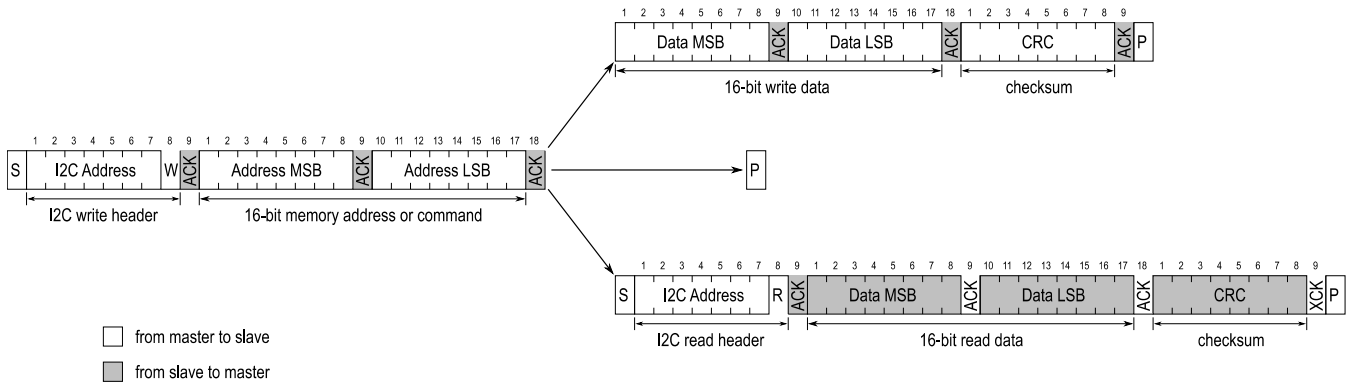 1 2 3 4 5 6 7 8 9 10 11 12 13 14 15 16 17 18 1 2 3 4 5 6 7 8 9
Data MSB ACK Data LSB ACK CRC ACK P
16-bit write data checksum
1 2 3 4 5 6 7 8 9 1 2 3 4 5 6 7 8 9 10 11 12 13 14 15 16 17 18
S I2C Address W ACK Address MSB ACK Address LSB ACK
P
I2C write header 16-bit memory address or command
1 2 3 4 5 6 7 8 9 1 2 3 4 5 6 7 8 9 10 11 12 13 14 15 16 17 18 1 2 3 4 5 6 7 8 9
S I2C Address R ACK Data MSB ACK Data LSB ACK CRC XCK P
I2C read header 16-bit read data checksum
from master to slave
from slave to master